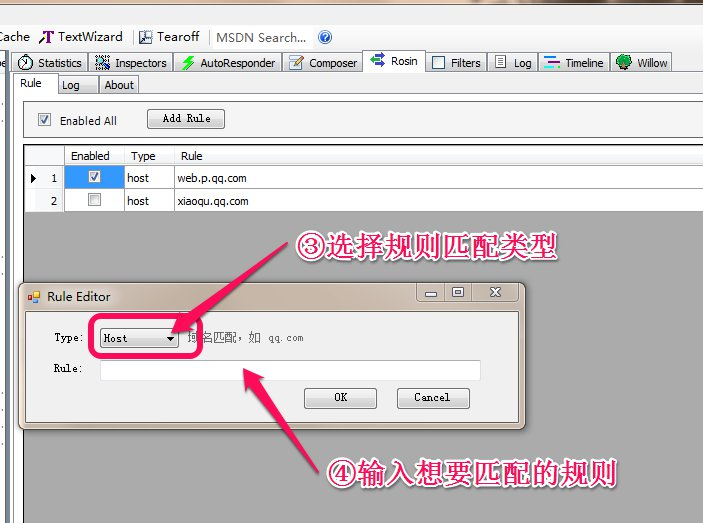 Cache TextWizard Tearoff MSDN Search...
Statistics Inspectors AutoResponder Composer Rosin Filters Log Timeline Willow
Rule Log About
Enabled All Add Rule
Enabled Type Rule
1 host web.p.qq.com
2 host xiaoqu.qq.com
③选择规则匹配类型
Rule Editor
Type: Host 域名匹配，如 qq.com
Rule:
OK Cancel
④输入想要匹配的规则